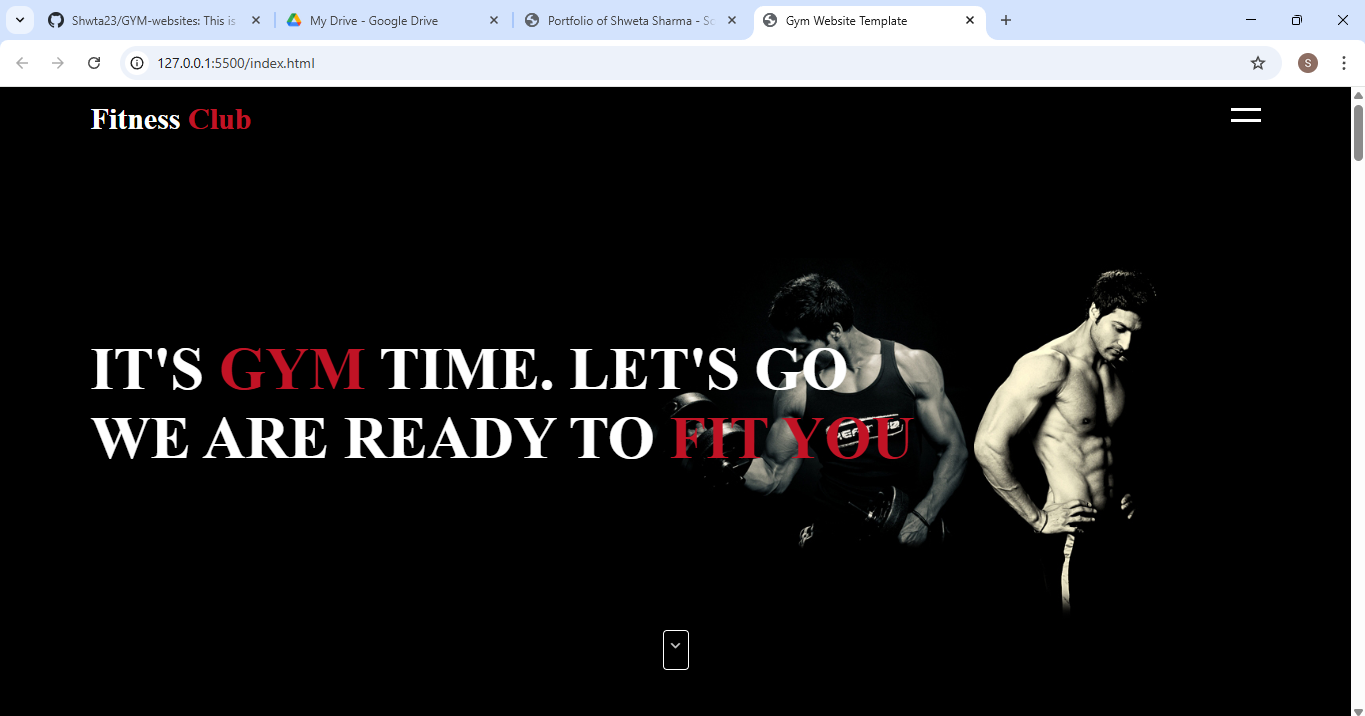 Shwta23/GYM-websites: This is
My Drive - Google Drive
Portfolio of Shweta Sharma - Sc
Gym Website Template
127.0.0.1:5500/index.html
S
Fitness Club
IT'S GYM TIME. LET'S GO
WE ARE READY TO FIT YOU